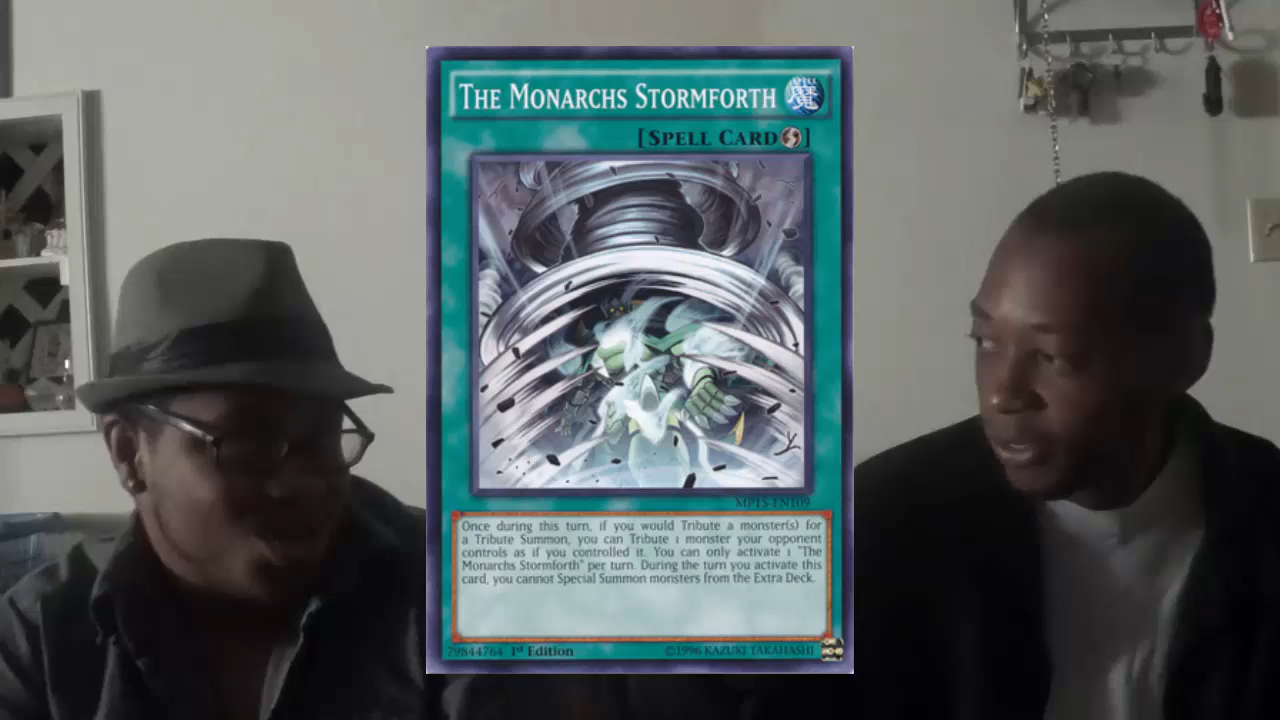 THE MONARCHS STORMFORTH 魔
[SPELL CARD]
MP15-EN109
Once during this turn, if you would Tribute a monster(s) for
a Tribute Summon, you can Tribute 1 monster your opponent
controls as if you controlled it. You can only activate 1 "The
Monarchs Stormforth" per turn. During the turn you activate this
card, you cannot Special Summon monsters from the Extra Deck.
79844764 1st Edition ©1996 KAZUKI TAKAHASHI